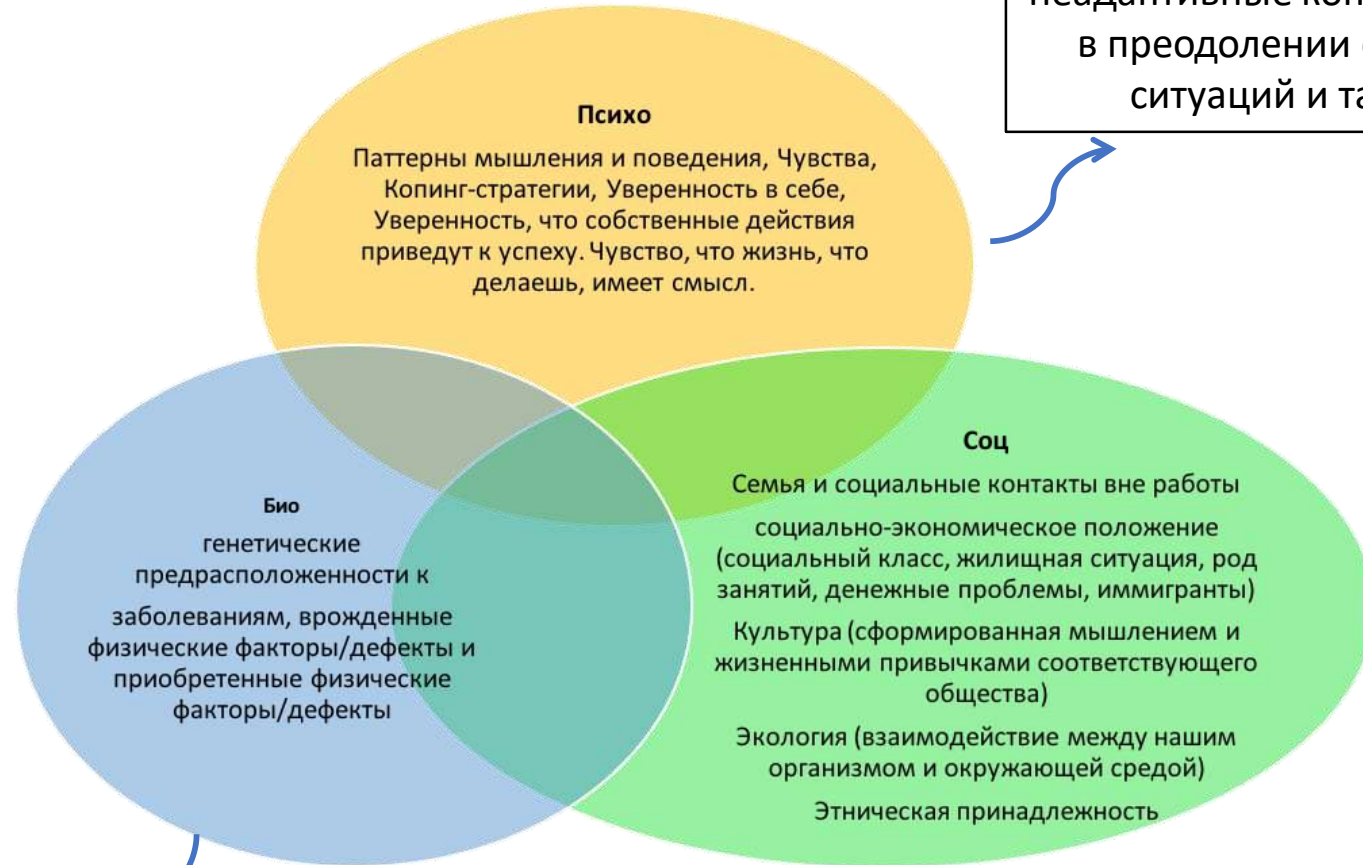 в преодолении
ситуаций и
Психо
Паттерны мышления и поведения, Чувства,
Копинг-стратегии, Уверенность в себе,
Уверенность, что собственные действия
приведут к успеху. Чувство, что жизнь, что
делаешь, имеет смысл.
Соц
Семья и социальные контакты вне работы
социально-экономическое положение
(социальный класс, жилищная ситуация, род
занятий, денежные проблемы, иммигранты)
Культура (сформированная мышлением и
жизненными привычками соответствующего
общества)
Экология (взаимодействие между нашим
организмом и окружающей средой)
Этническая принадлежность
Био
генетические
предрасположенности к
заболеваниям, врожденные
физические факторы/дефекты и
приобретенные физические
факторы/дефекты